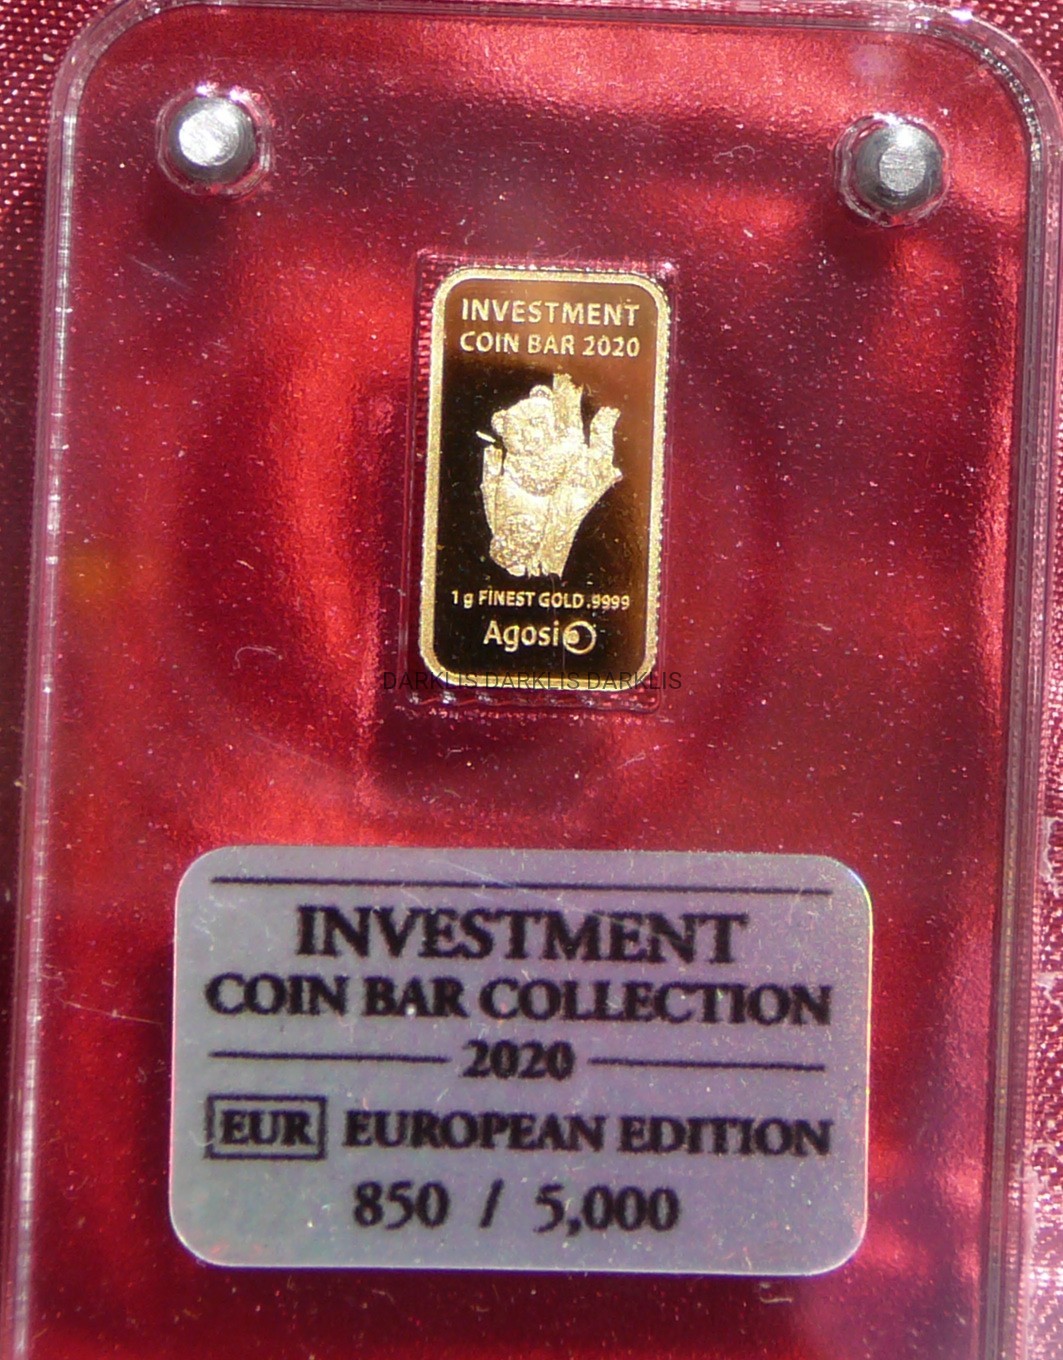 INVESTMENT
COIN BAR 2020
1 g FINEST GOLD .9999
Agosi
DARKLIS DARKLIS DARKLIS
INVESTMENT
COIN BAR COLLECTION
2020
EUR EUROPEAN EDITION
850 / 5,000